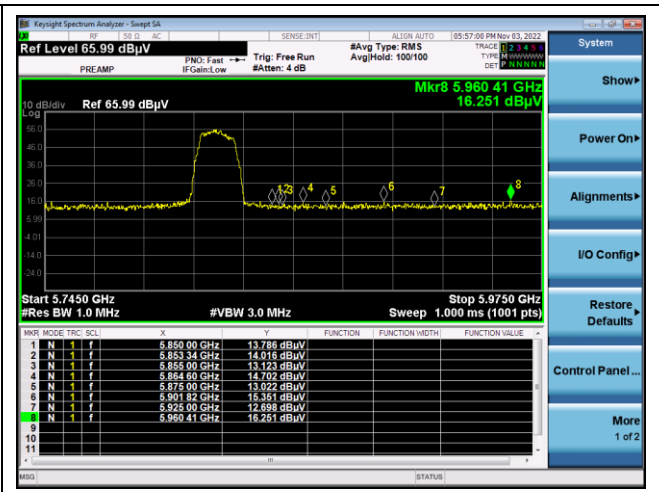 Keysight Spectrum Analyzer - Swept SA
RF 50 Ω AC SENSE:INT ALIGN AUTO 05:57:00 PM Nov 03, 2022
Ref Level 65.99 dBµV
#Avg Type: RMS
TRACE 1 2 3 4 5 6
PNO: Fast
Trig: Free Run
Avg|Hold: 100/100
TYPE M W W W W W
PREAMP
IFGain:Low
#Atten: 4 dB
DET P N N N N N
Mkr8 5.960 41 GHz
16.251 dBµV
10 dB/div Ref 65.99 dBµV
Log
56.0
46.0
36.0
26.0
16.0
5.99
-4.01
-14.0
-24.0
1 2 3 4 5 6 7 8
Start 5.7450 GHz Stop 5.9750 GHz
#Res BW 1.0 MHz #VBW 3.0 MHz Sweep 1.000 ms (1001 pts)
MKR MODE TRC SCL X Y FUNCTION FUNCTION WIDTH FUNCTION VALUE
1 N 1 f 5.850 00 GHz 13.786 dBµV
2 N 1 f 5.853 34 GHz 14.016 dBµV
3 N 1 f 5.855 00 GHz 13.123 dBµV
4 N 1 f 5.864 60 GHz 14.702 dBµV
5 N 1 f 5.875 00 GHz 13.022 dBµV
6 N 1 f 5.901 82 GHz 15.351 dBµV
7 N 1 f 5.925 00 GHz 12.698 dBµV
8 N 1 f 5.960 41 GHz 16.251 dBµV
9
10
11
MSG STATUS
System
Show
Power On
Alignments
I/O Config
Restore
Defaults
Control Panel ...
More
1 of 2